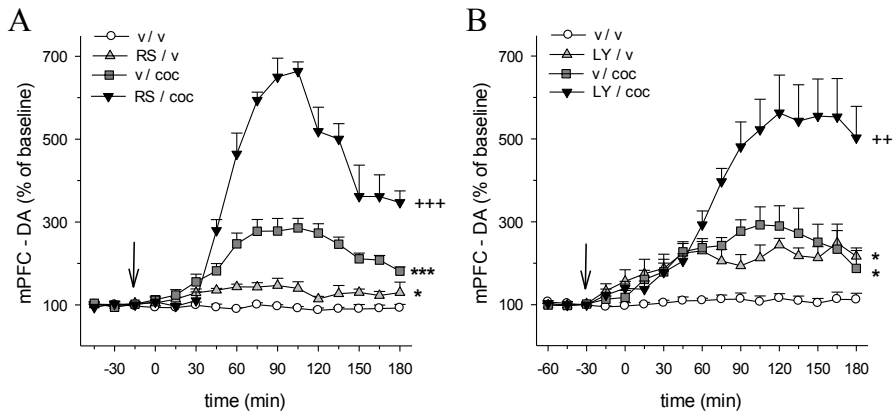 A
v / v
RS / v
v / coc
RS / coc
700
500
300
100
mPFC - DA (% of baseline)
+++
***
*
-30 0 30 60 90 120 150 180
time (min)
B
v / v
LY / v
v / coc
LY / coc
700
500
300
100
mPFC - DA (% of baseline)
++
*
*
-60 -30 0 30 60 90 120 150 180
time (min)